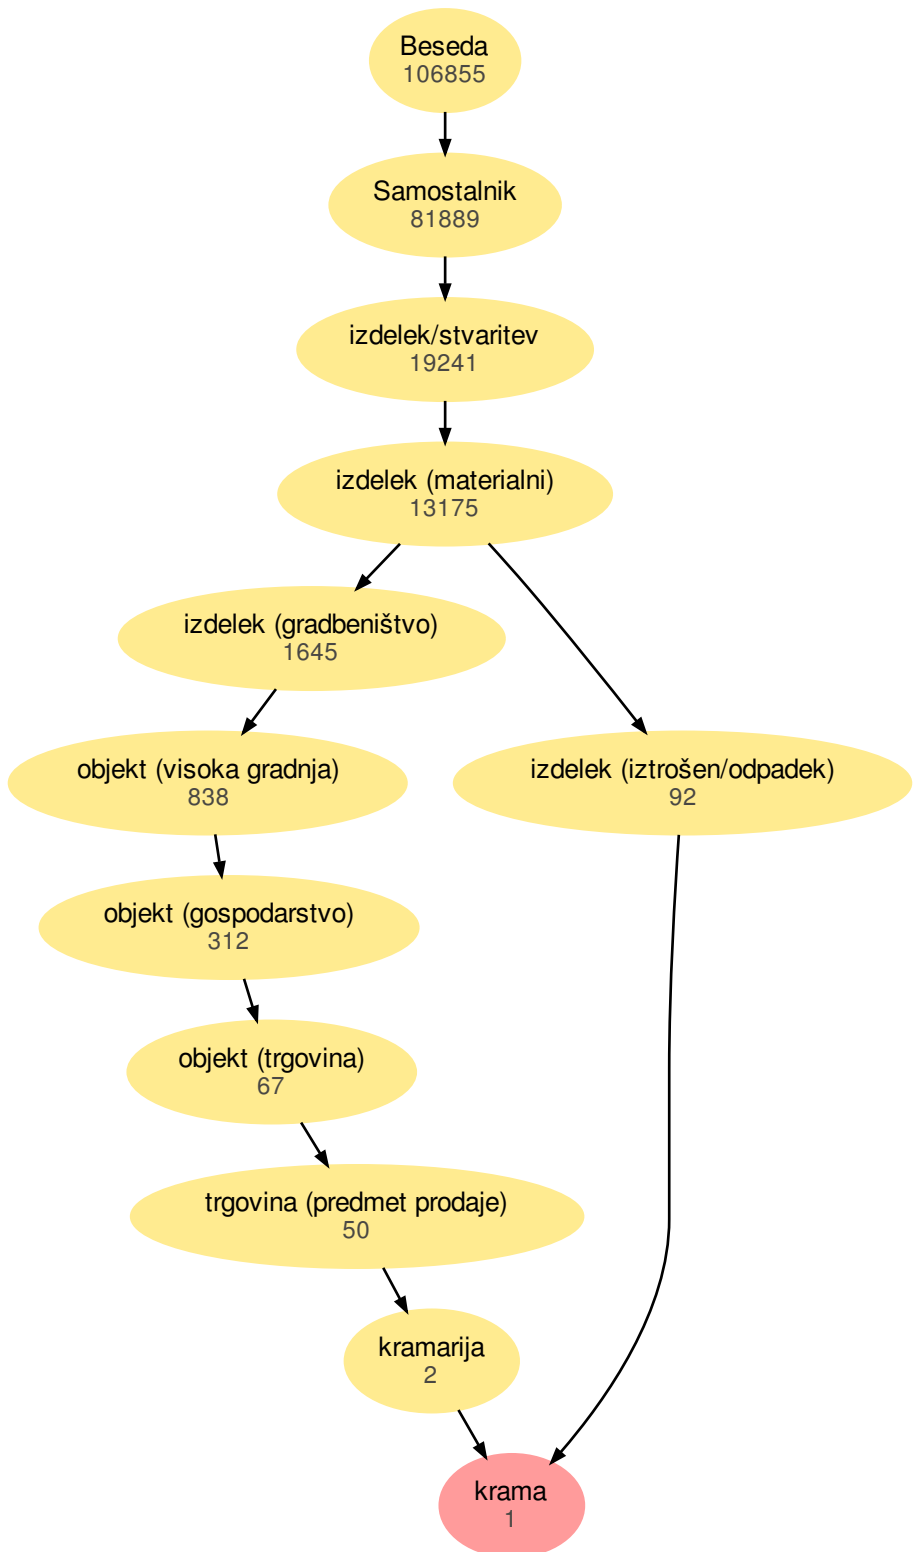 Beseda
106855
Samostalnik
81889
izdelek/stvaritev
19241
izdelek (materialni)
13175
izdelek (gradbeništvo)
1645
objekt (visoka gradnja)
838
izdelek (iztrošen/odpadek)
92
objekt (gospodarstvo)
312
objekt (trgovina)
67
trgovina (predmet prodaje)
50
kramarija
2
krama
1